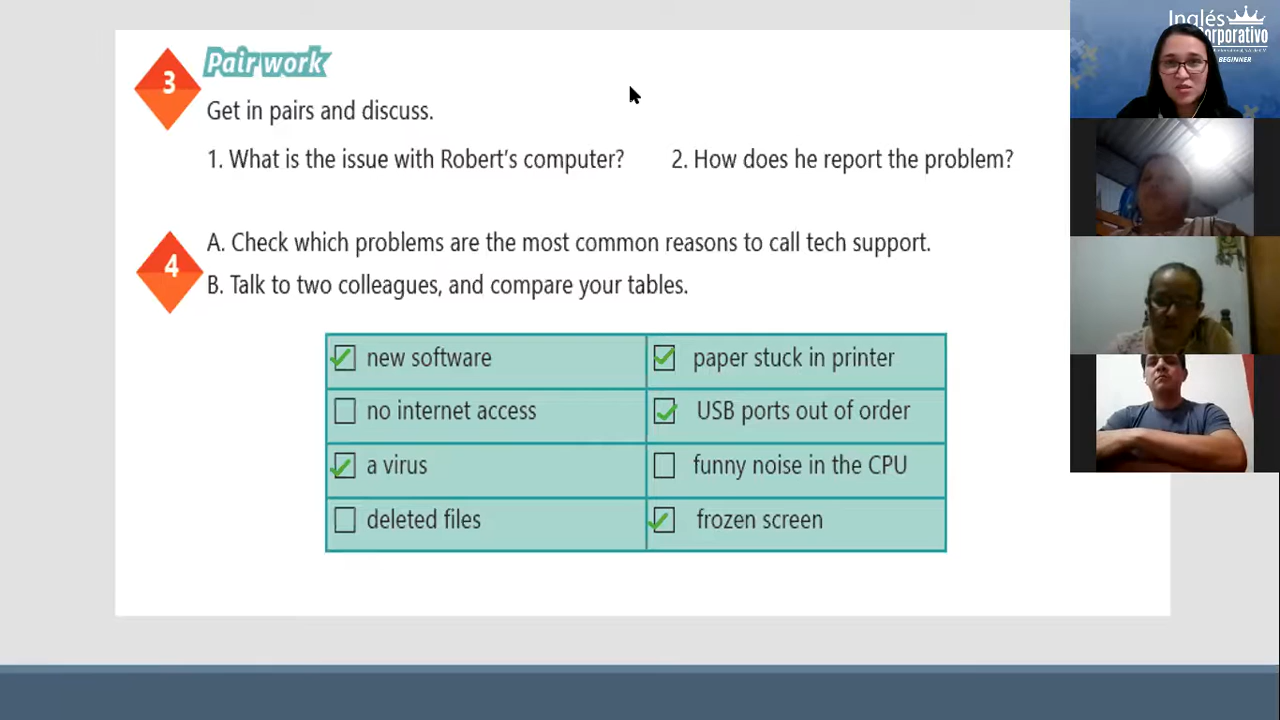 3
Pair work
Get in pairs and discuss.
1. What is the issue with Robert's computer? 2. How does he report the problem?
4
A. Check which problems are the most common reasons to call tech support.
B. Talk to two colleagues, and compare your tables.
new software paper stuck in printer
no internet access USB ports out of order
a virus funny noise in the CPU
deleted files frozen screen
Inglés
BEGINNER